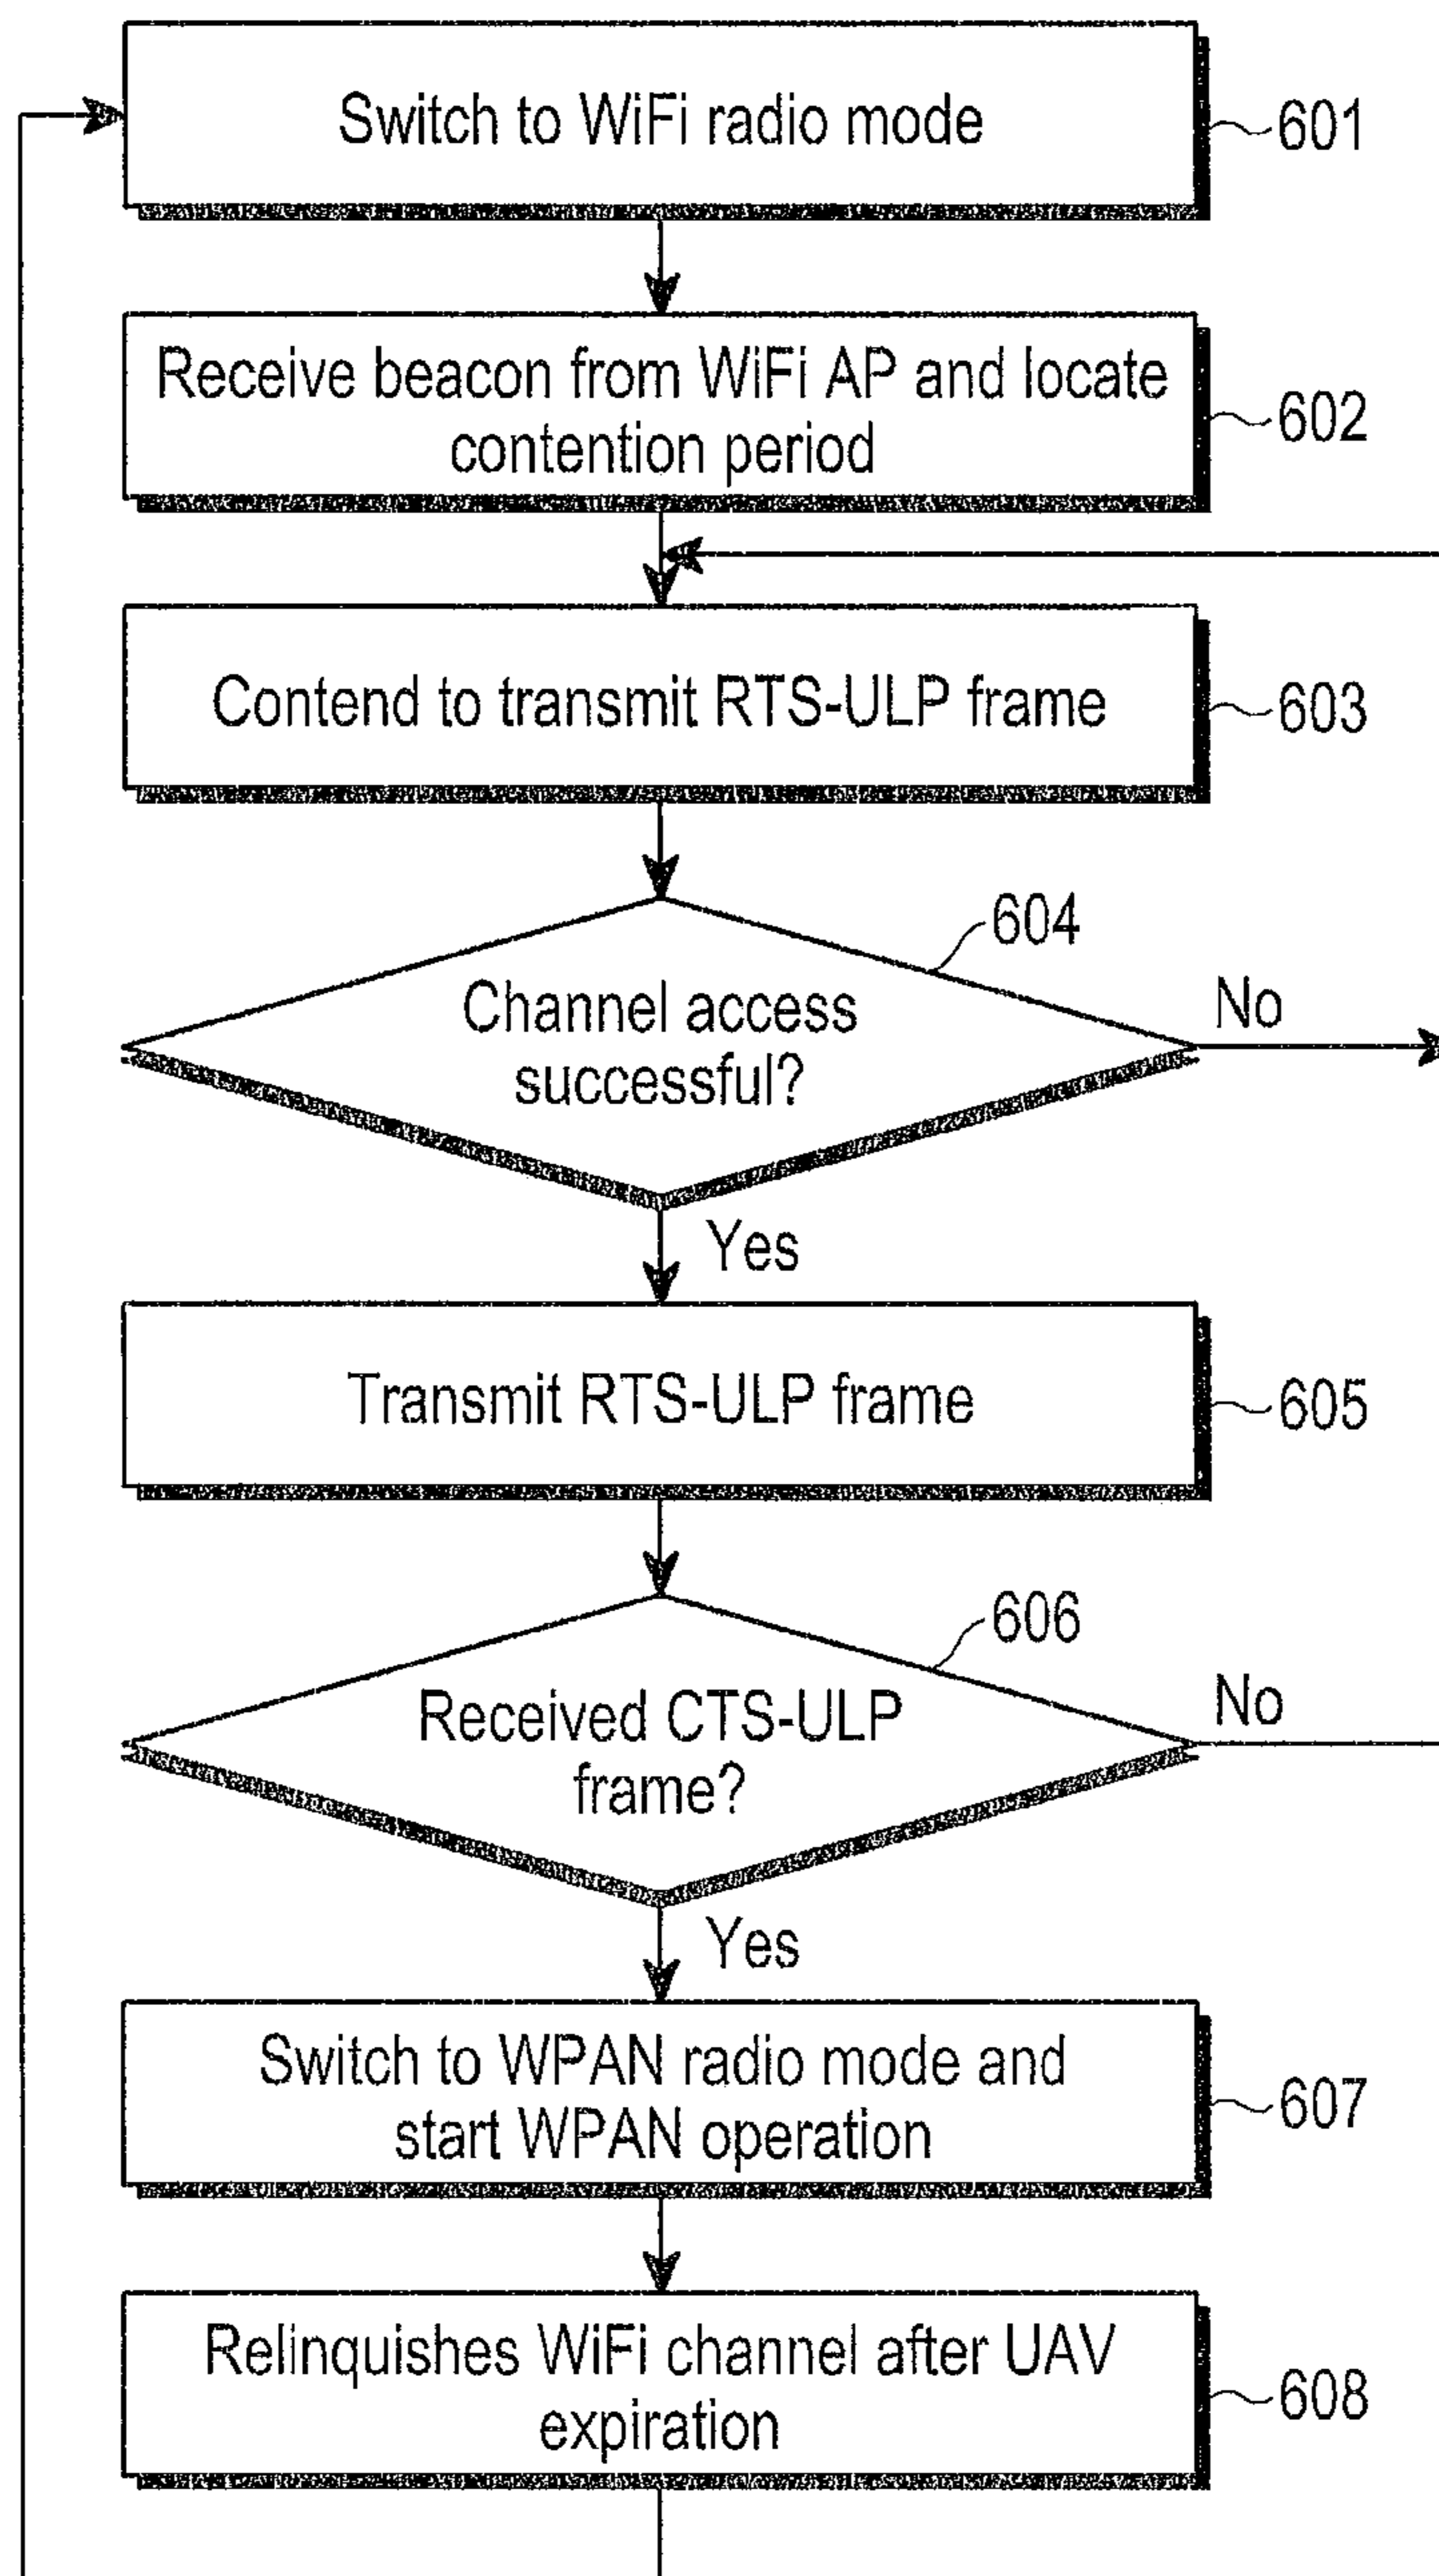 Switch to WiFi radio mode
601
Receive beacon from WiFi AP and locate
contention period
602
Contend to transmit RTS-ULP frame
603
604
Channel access
successful?
No
Yes
Transmit RTS-ULP frame
605
606
Received CTS-ULP
frame?
No
Yes
Switch to WPAN radio mode and
start WPAN operation
607
Relinquishes WiFi channel after UAV
expiration
608